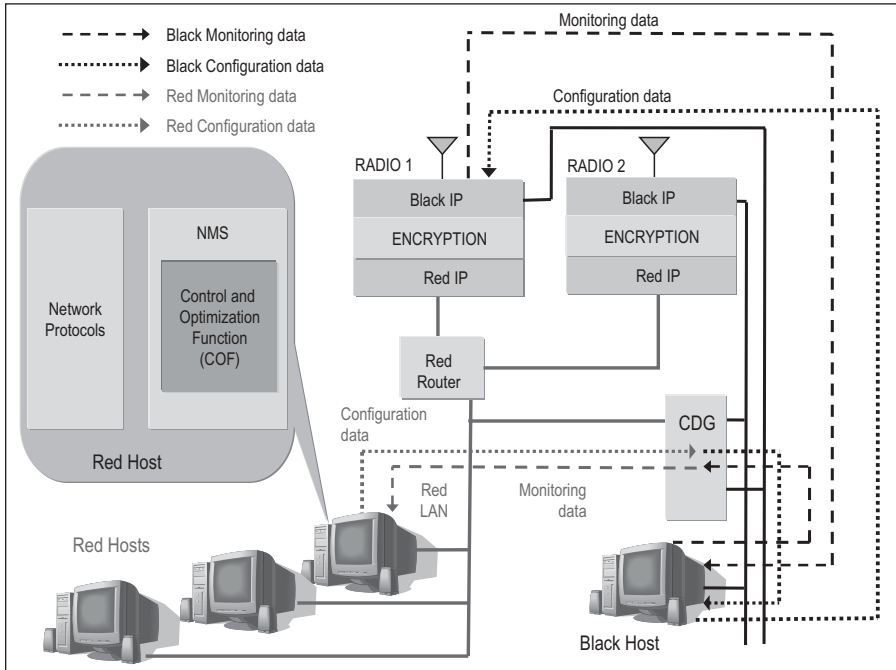 Monitoring data
Black Monitoring data
Black Configuration data
Red Monitoring data
Red Configuration data
Configuration data
RADIO 1
RADIO 2
Black IP
ENCRYPTION
Red IP
Black IP
ENCRYPTION
Red IP
NMS
Network
Protocols
Control and
Optimization
Function
(COF)
Red Host
Red
Router
Configuration
data
CDG
Red
LAN
Monitoring
data
Red Hosts
Black Host